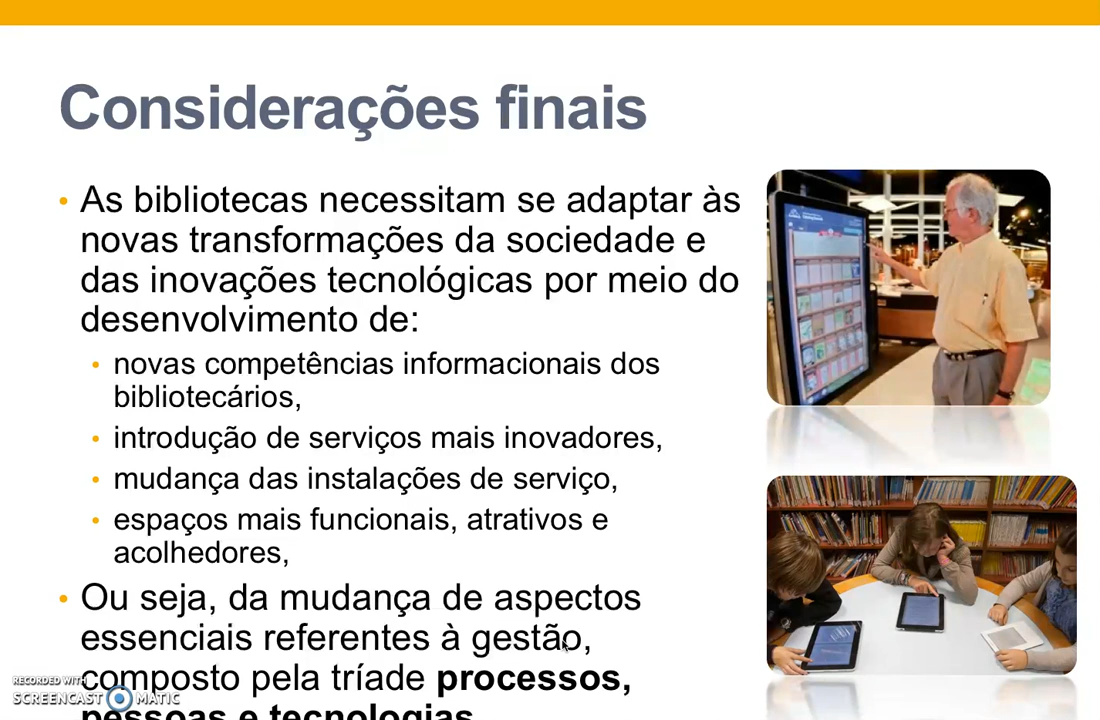 Considerações finais
As bibliotecas necessitam se adaptar às
novas transformações da sociedade e
das inovações tecnológicas por meio do
desenvolvimento de:
novas competências informacionais dos
bibliotecários,
introdução de serviços mais inovadores,
mudança das instalações de serviço,
espaços mais funcionais, atrativos e
acolhedores,
Ou seja, da mudança de aspectos
essenciais referentes à gestão,
composto pela tríade processos,
pessoas e tecnologias
RECORDED WITH
SCREENCAST MATIC